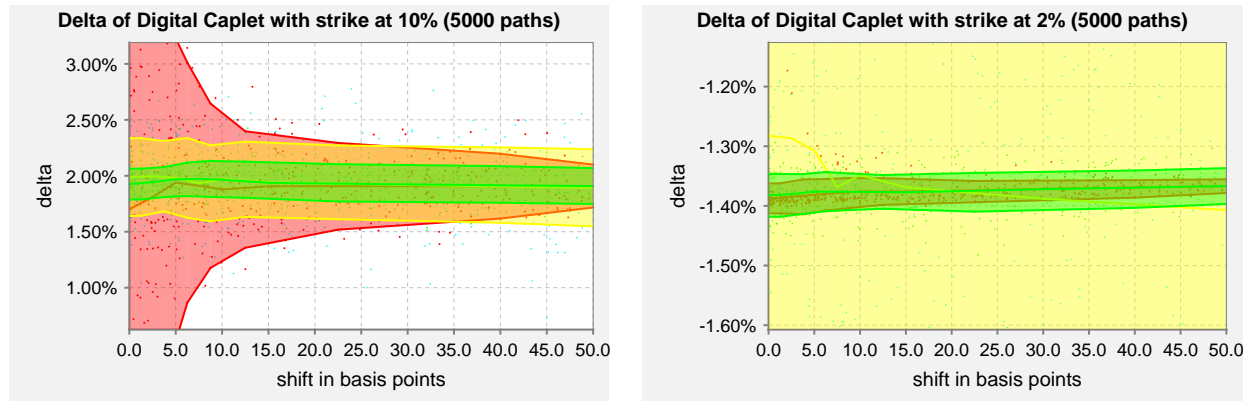 Delta of Digital Caplet with strike at 10% (5000 paths)
3.00%
2.50%
2.00%
1.50%
1.00%
delta
0.0 5.0 10.0 15.0 20.0 25.0 30.0 35.0 40.0 45.0 50.0
shift in basis points
Delta of Digital Caplet with strike at 2% (5000 paths)
-1.20%
-1.30%
-1.40%
-1.50%
-1.60%
delta
0.0 5.0 10.0 15.0 20.0 25.0 30.0 35.0 40.0 45.0 50.0
shift in basis points